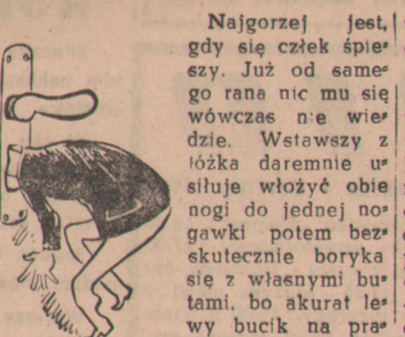 Najgorzej jest,
gdy się człek śpie-
szy. Już od same-
go rana nic mu się
wówczas nie wie-
dzie. Wstawszy z
łóżka daremnie u-
siłuje włożyć obie
nogi do jednej no-
gawki potem bez-
skutecznie boryka
się z własnymi bu-
tami, bo akurat le-
wy bucik na pra-